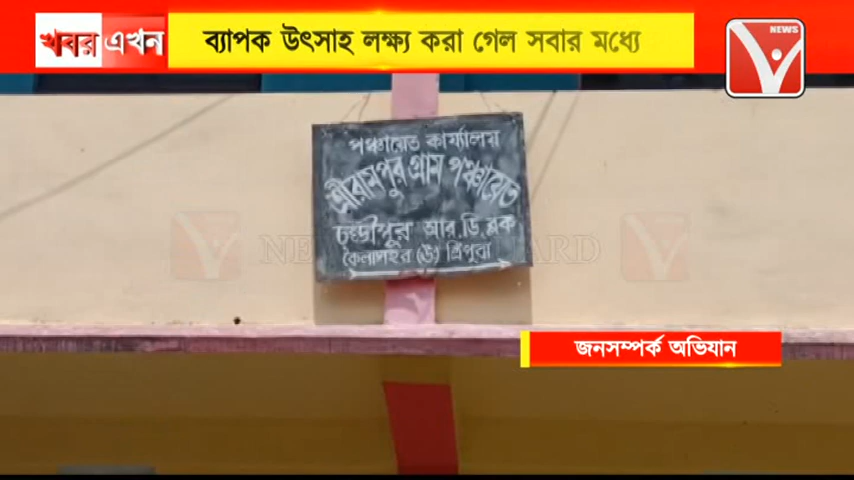 খবর এখন
ব্যাপক উৎসাহ লক্ষ্য করা গেল সবার মধ্যে
NEWS
পঞ্চায়েত কার্য্যালয়
শ্রীরামপুর গ্রাম পঞ্চায়েত
চন্ডীপুর আর.ডি.ব্লক
কৈলাসহর (উঃ) ত্রিপুরা
জনসম্পর্ক অভিযান